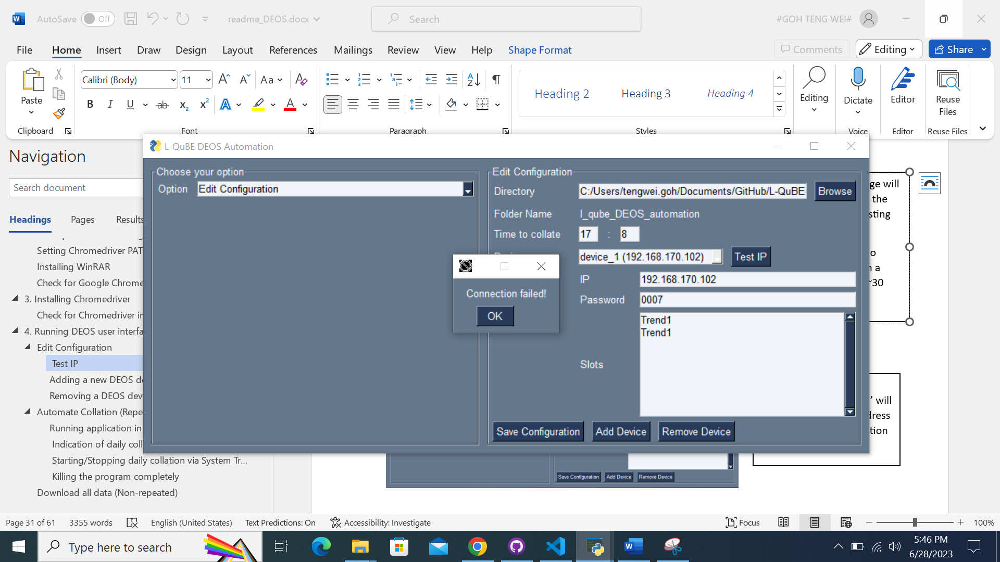 AutoSave Off readme_DEOS.docx Search #GOH TENG WEI#
File Home Insert Draw Design Layout References Mailings Review View Help Shape Format Comments Editing Share
Paste
Calibri (Body) 11 Aa
Heading 2 Heading 3 Heading 4
Editing Dictate Editor Reuse Files
Clipboard Font Paragraph Styles Voice Editor Reuse Files
Navigation
Search document
Headings Pages Results
Setting Chromedriver PAT
Installing WinRAR
Check for Google Chrome
3. Installing Chromedriver
Check for Chromedriver in
4. Running DEOS user interfa
Edit Configuration
Test IP
Adding a new DEOS de
Removing a DEOS dev
Automate Collation (Repe
Running application in
Indication of daily coll
Starting/Stopping daily collation via System Tr...
Killing the program completely
Download all data (Non-repeated)
L-QuBE DEOS Automation
Choose your option
Option Edit Configuration
Edit Configuration
Directory C:/Users/tengwei.goh/Documents/GitHub/L-QuBE Browse
Folder Name l_qube_DEOS_automation
Time to collate 17 : 8
device_1 (192.168.170.102) Test IP
IP 192.168.170.102
Password 0007
Slots
Trend1
Trend1
Save Configuration Add Device Remove Device
Connection failed!
OK
ge will
the
sting
o
a
~30
’ will
dress
tion
Save Configuration Add Device Remove Device
Page 31 of 61 3355 words English (United States) Text Predictions: On Accessibility: Investigate Focus 100%
Type here to search
5:46 PM
6/28/2023